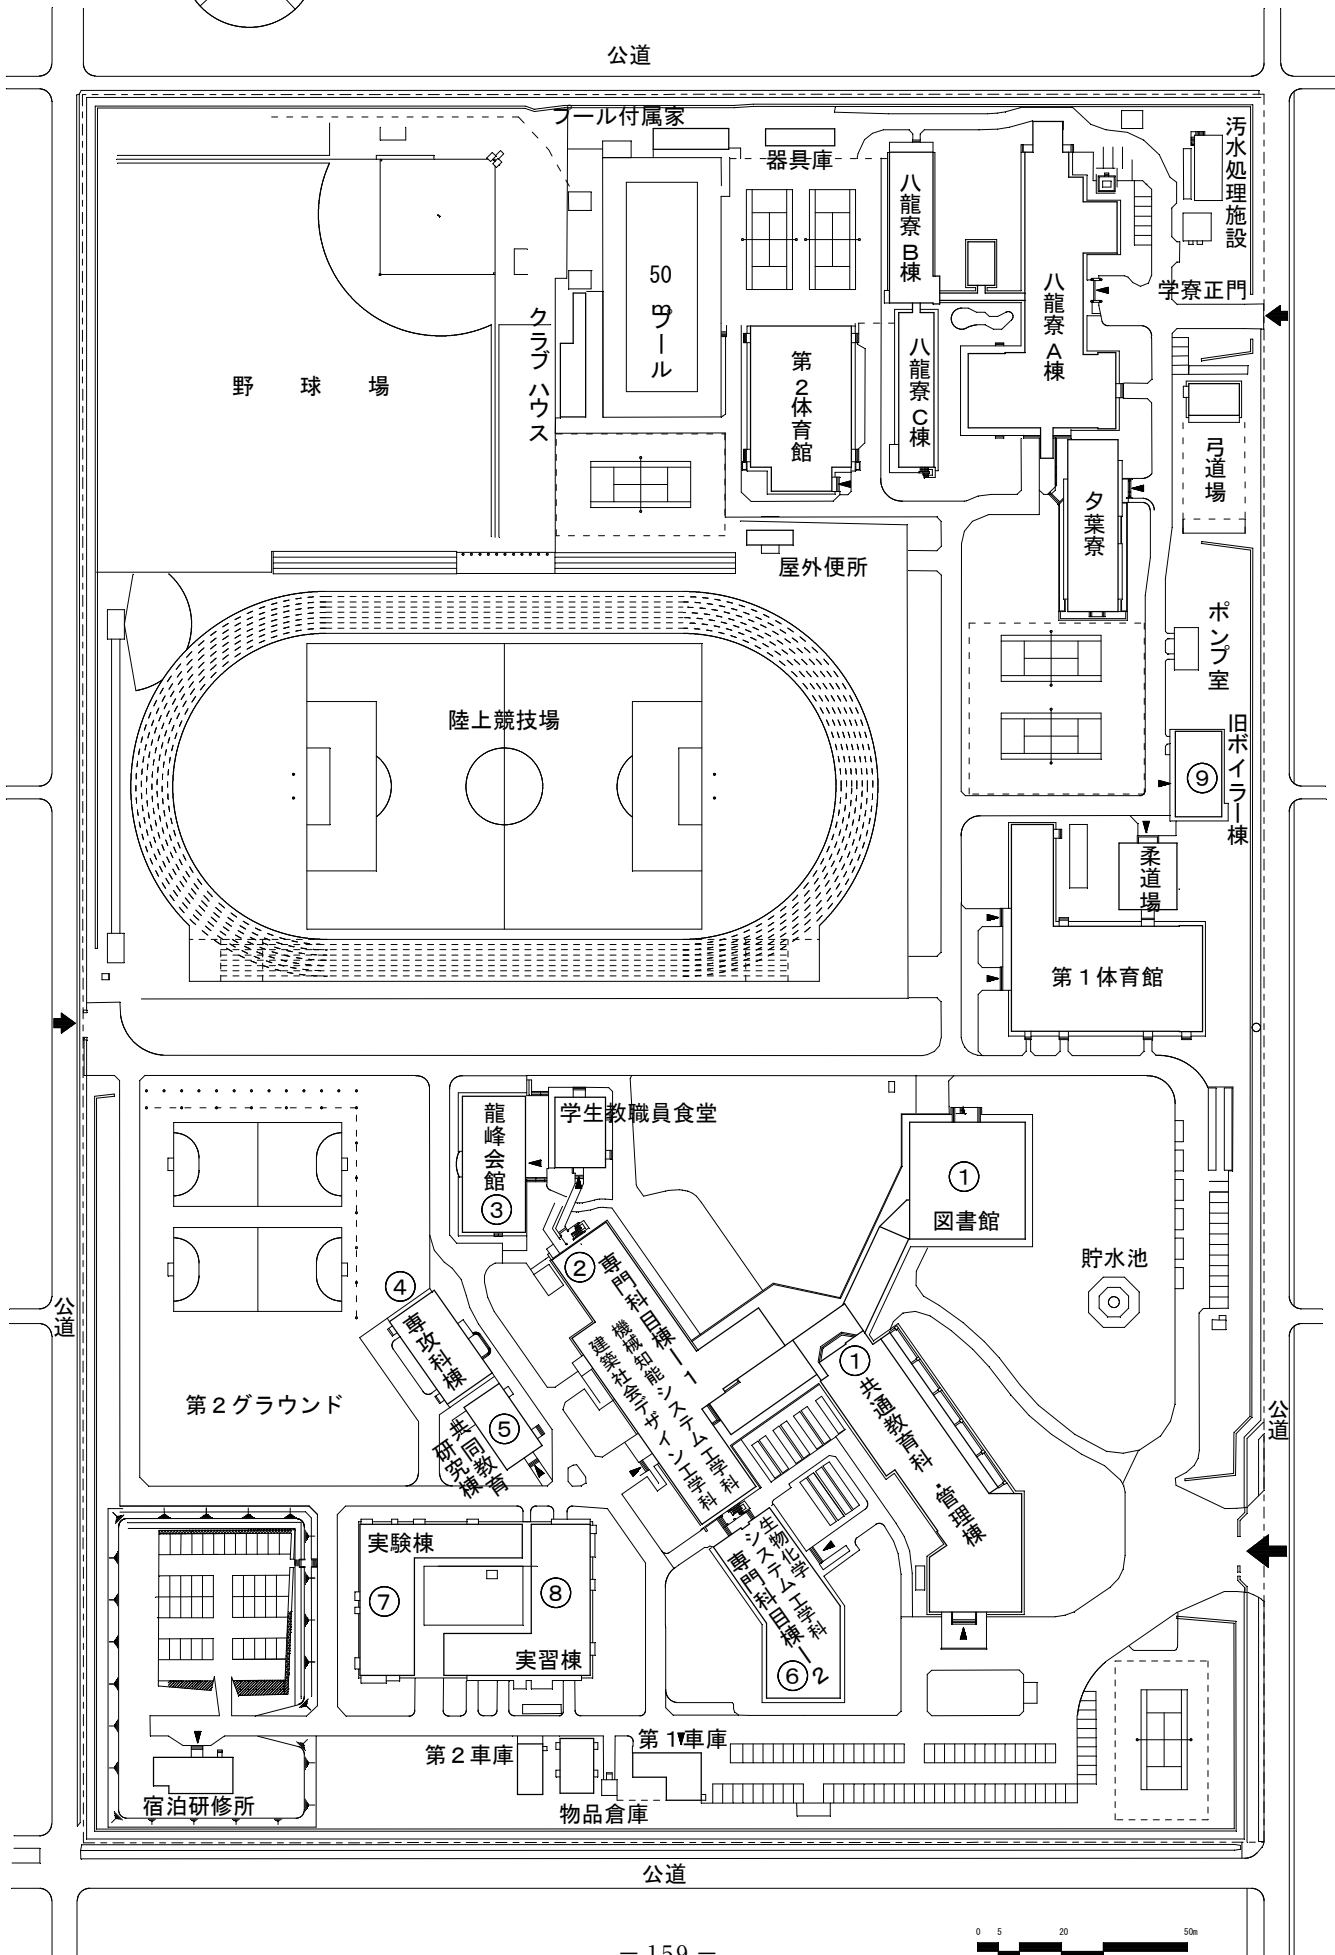 公道
プール付属家
器具庫
汚水処理施設
八龍寮B棟
50mプール
八龍寮A棟
学寮正門
クラブハウス
八龍寮C棟
第2体育館
野球場
弓道場
夕葉寮
屋外便所
ポンプ室
陸上競技場
旧ボイラー棟
⑨
柔道場
第1体育館
龍峰会館
③
学生教職員食堂
①
図書館
貯水池
②
専門科目棟ー1
機械知能システム工学科
建築社会デザイン工学科
④
専攻科棟
公道
①
共通教育科・管理棟
第2グラウンド
⑤
共同教育
研究棟
公道
実験棟
⑦
⑧
実習棟
生物化学
システム工学科
専門科目棟ー2
⑥
第1車庫
第2車庫
宿泊研修所
物品倉庫
公道
0 5 20 50m
− 159 −